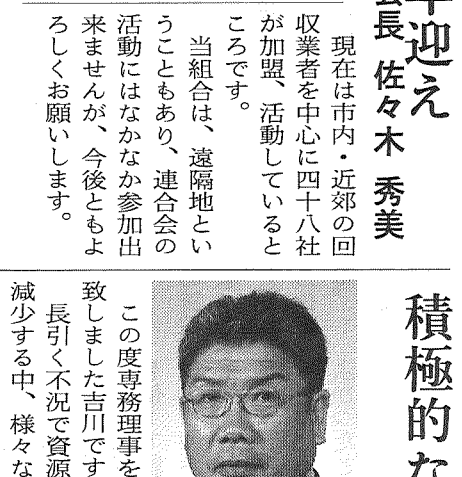 年迎え
会長 佐々木 秀美
現在は市内・近郊の回
収業者を中心に四十八社
が加盟、活動していると
ころです。
当組合は、遠隔地とい
うこともあり、連合会の
活動にはなかなか参加出
来ませんが、今後ともよ
ろしくお願いします。
積極的な
この度専務理事を
致しました吉川です
長引く不況で資源
減少する中、様々な